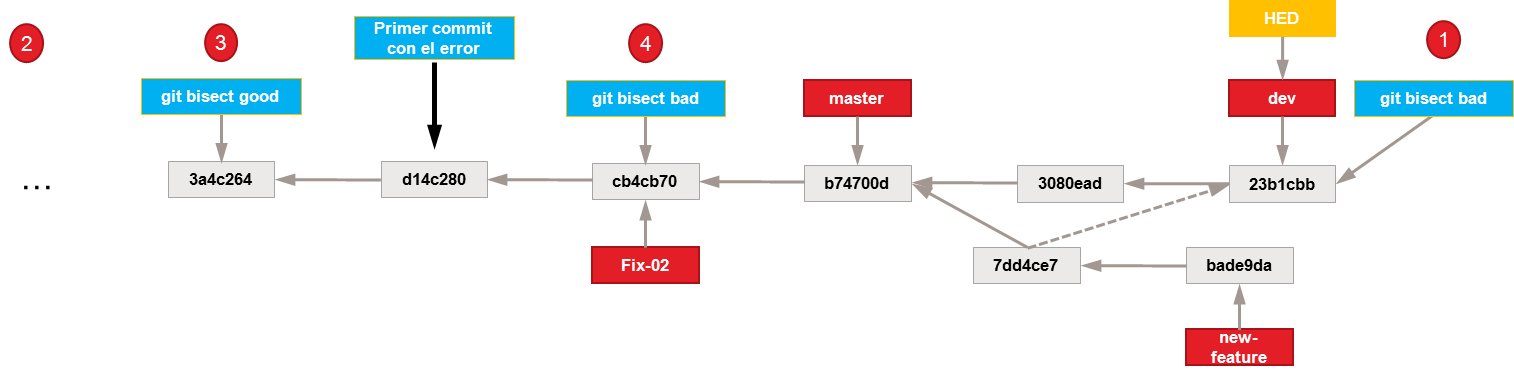 2
3
Primer commit
con el error
4
HED
1
git bisect good
git bisect bad
master
dev
git bisect bad
...
3a4c264
d14c280
cb4cb70
b74700d
3080ead
23b1cbb
Fix-02
7dd4ce7
bade9da
new-
feature